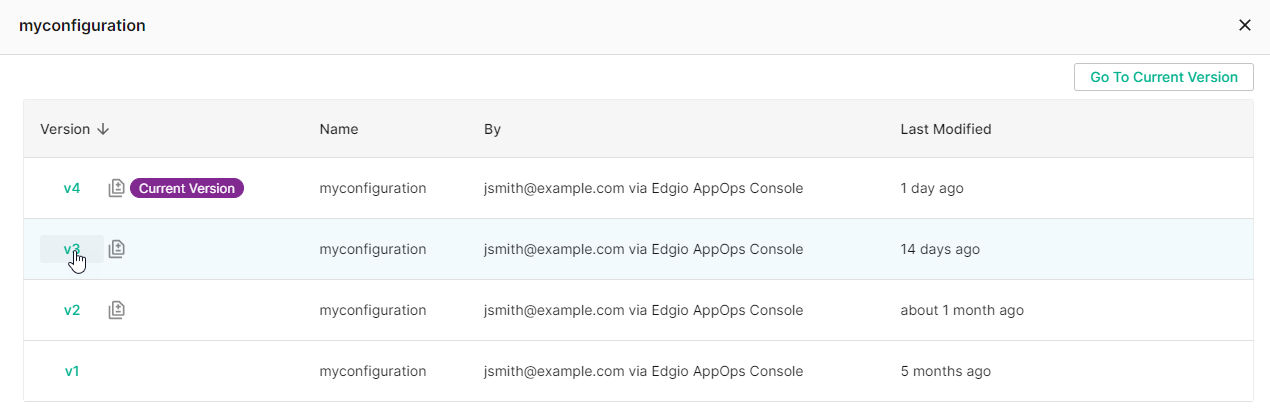 myconfiguration
Go To Current Version
Version Name By Last Modified
v4 Current Version myconfiguration jsmith@example.com via Edgio AppOps Console 1 day ago
v3 myconfiguration jsmith@example.com via Edgio AppOps Console 14 days ago
v2 myconfiguration jsmith@example.com via Edgio AppOps Console about 1 month ago
v1 myconfiguration jsmith@example.com via Edgio AppOps Console 5 months ago